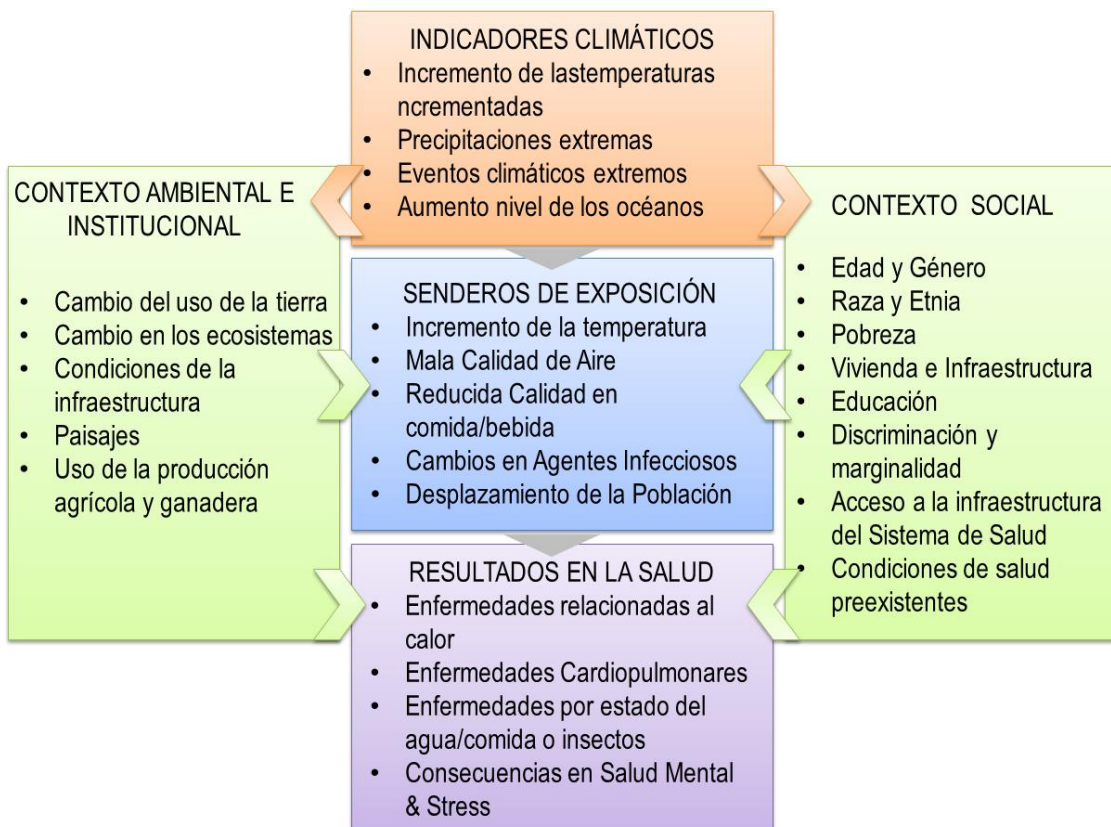 INDICADORES CLIMÁTICOS
• Incremento de lastemperaturas
ncrementadas
• Precipitaciones extremas
• Eventos climáticos extremos
• Aumento nivel de los océanos
CONTEXTO AMBIENTAL E
INSTITUCIONAL
• Cambio del uso de la tierra
• Cambio en los ecosistemas
• Condiciones de la
infraestructura
• Paisajes
• Uso de la producción
agrícola y ganadera
SENDEROS DE EXPOSICIÓN
• Incremento de la temperatura
• Mala Calidad de Aire
• Reducida Calidad en
comida/bebida
• Cambios en Agentes Infecciosos
• Desplazamiento de la Población
CONTEXTO SOCIAL
• Edad y Género
• Raza y Etnia
• Pobreza
• Vivienda e Infraestructura
• Educación
• Discriminación y
marginalidad
• Acceso a la infraestructura
del Sistema de Salud
• Condiciones de salud
preexistentes
RESULTADOS EN LA SALUD
• Enfermedades relacionadas al
calor
• Enfermedades Cardiopulmonares
• Enfermedades por estado del
agua/comida o insectos
• Consecuencias en Salud Mental
& Stress